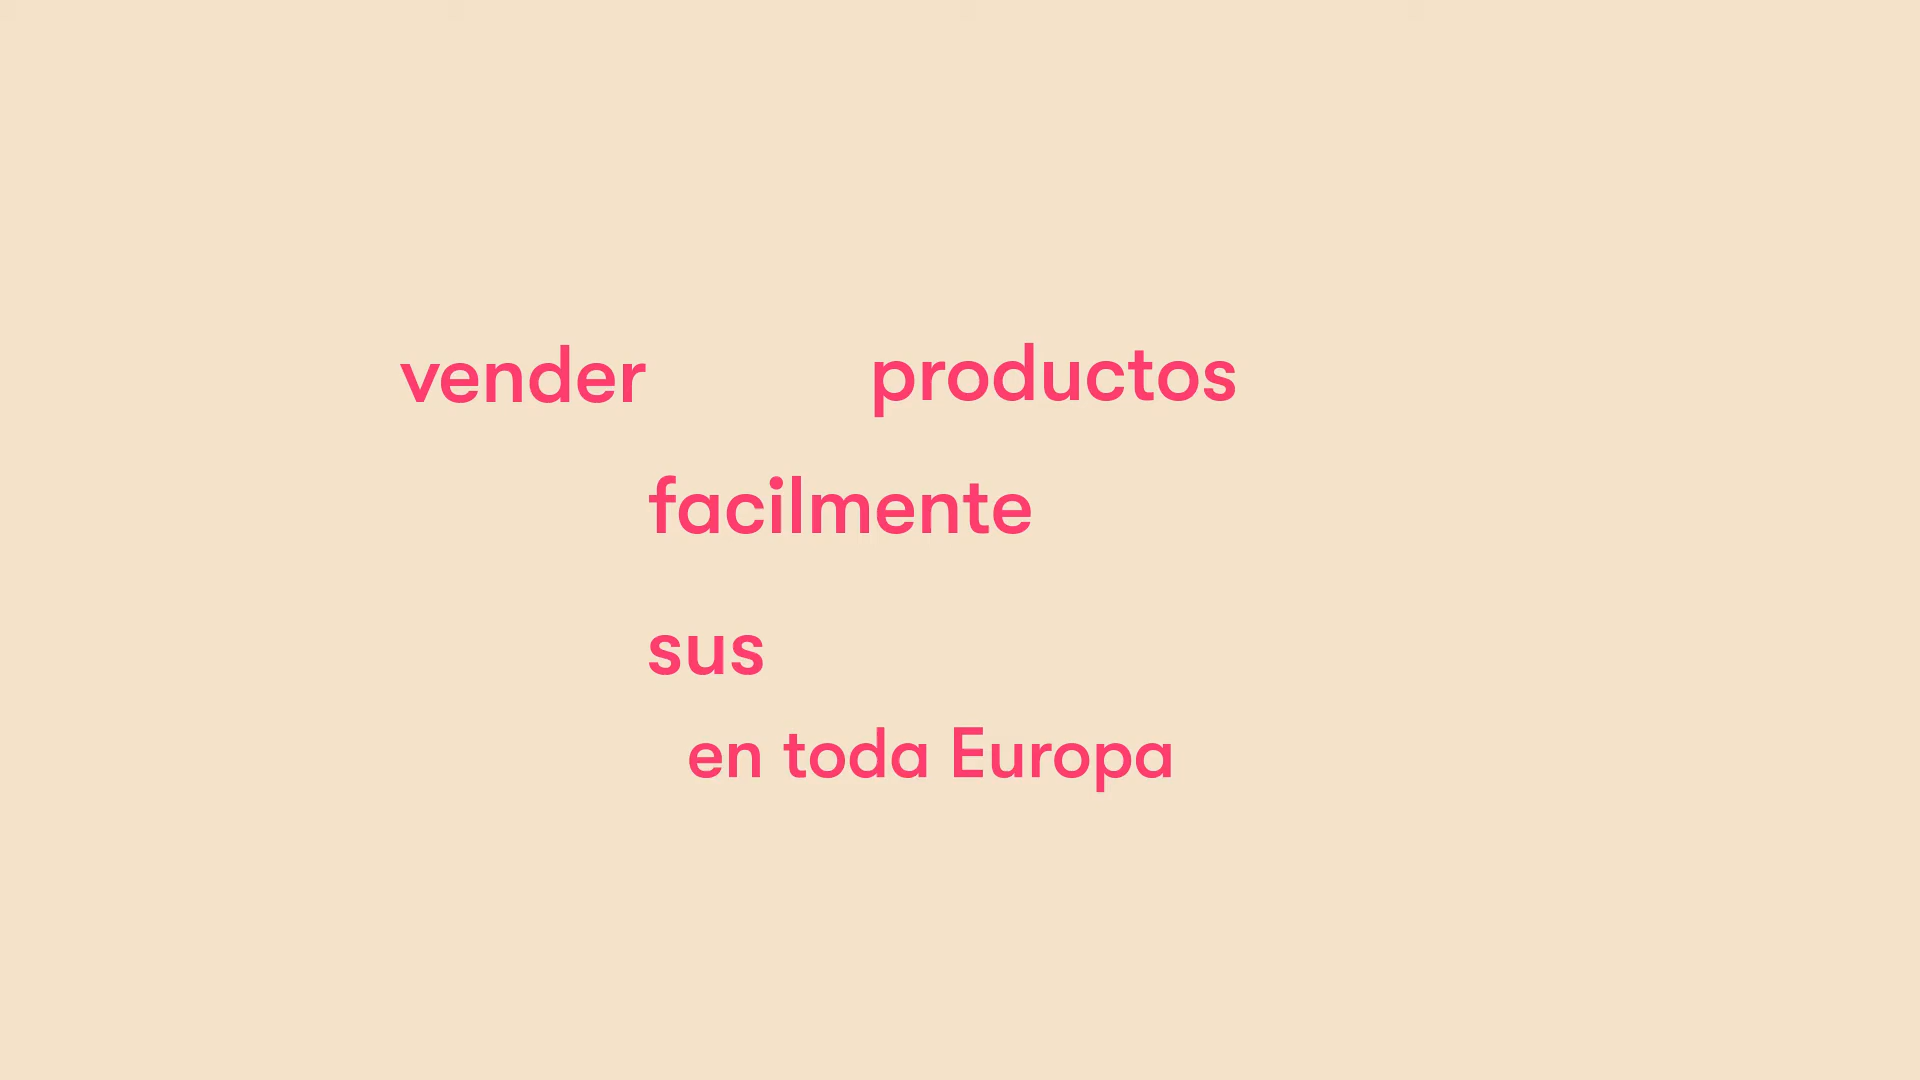 vender productos
facilmente
sus
en toda Europa